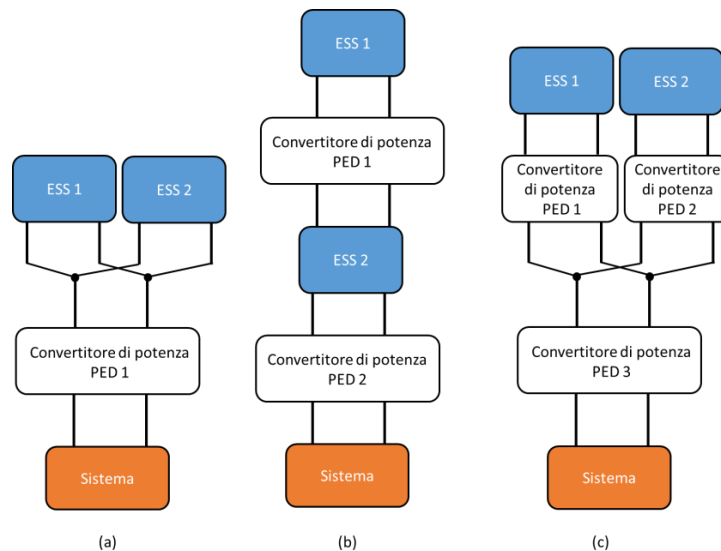 ESS 1
ESS 2
Convertitore di potenza
PED 1
Sistema
(a)
ESS 1
Convertitore di potenza
PED 1
ESS 2
Convertitore di potenza
PED 2
Sistema
(b)
ESS 1
ESS 2
Convertitore
di potenza
PED 1
Convertitore
di potenza
PED 2
Convertitore di potenza
PED 3
Sistema
(c)